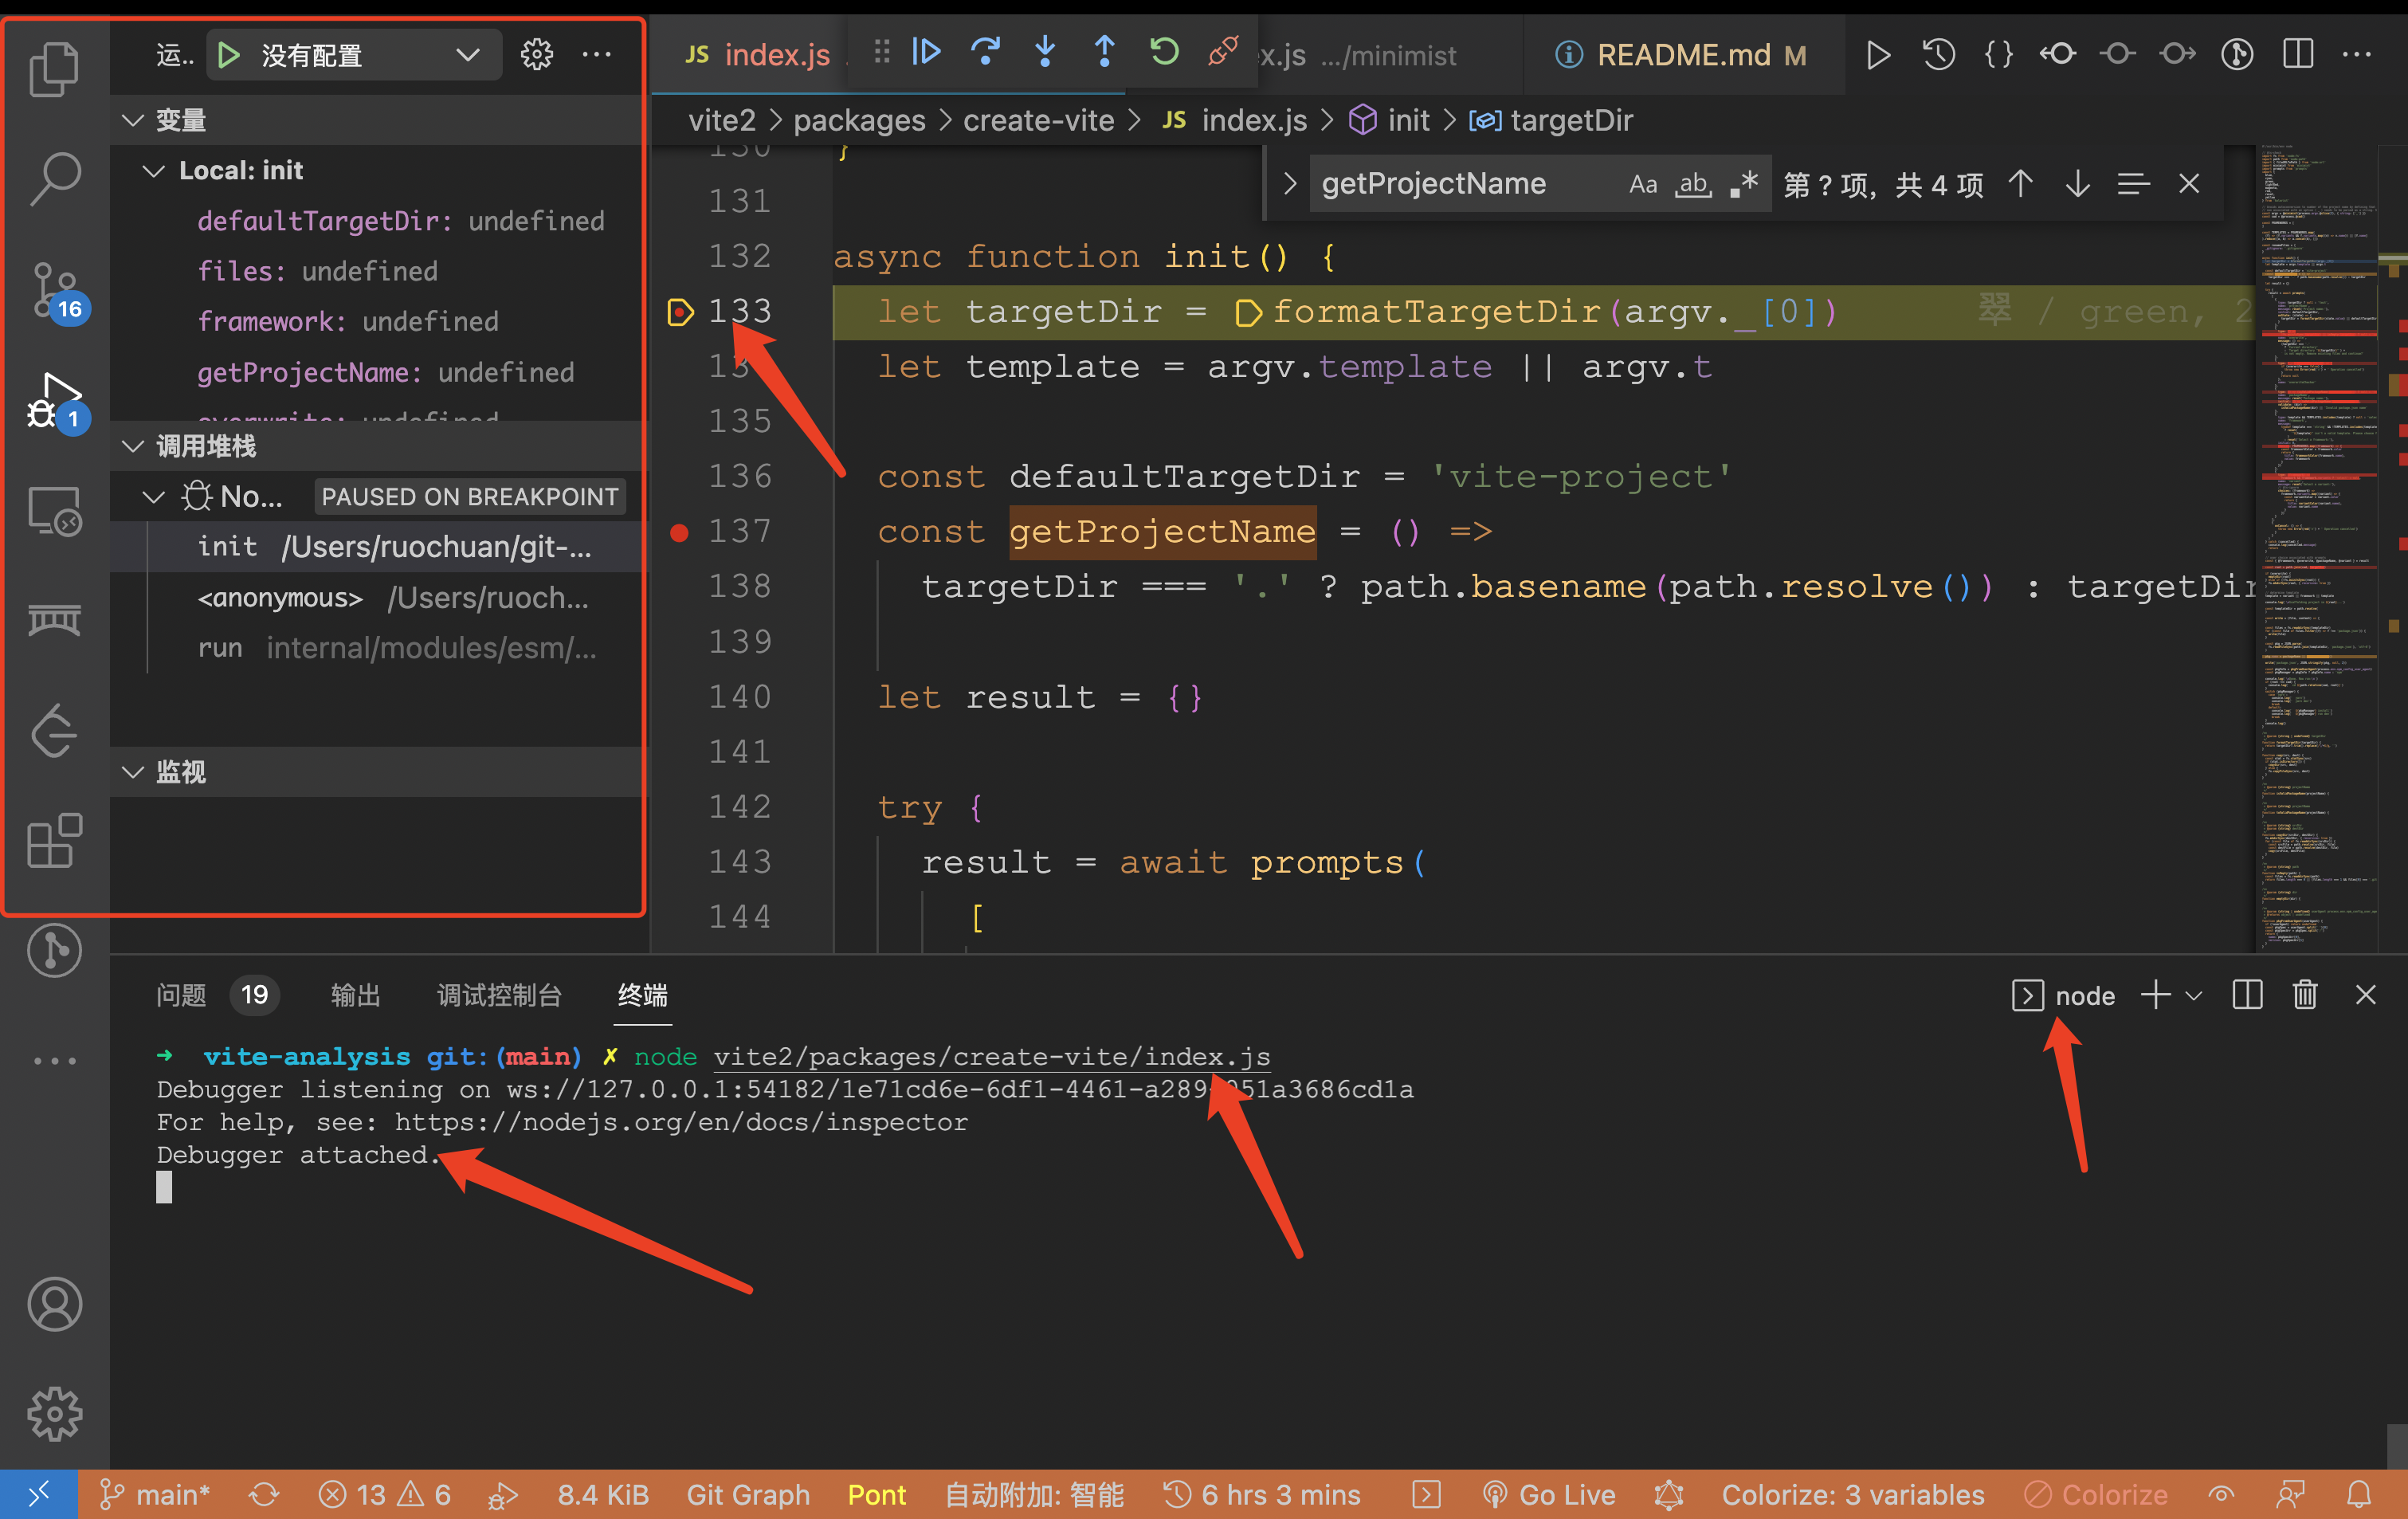 运.. 没有配置 ···
变量
Local: init
defaultTargetDir: undefined
files: undefined
framework: undefined
getProjectName: undefined
overwrite: undefined
调用堆栈
No... PAUSED ON BREAKPOINT
init /Users/ruochuan/git-...
<anonymous> /Users/ruoch...
run internal/modules/esm/...
监视
16
1
JS index.js
x.js .../minimist
README.md M
vite2 > packages > create-vite > JS index.js > init > targetDir
getProjectName Aa ab .* 第 ? 项, 共 4 项
130 }
131
132 async function init() {
133 let targetDir = formatTargetDir(argv._[0]) 翠 / green, 2
13 let template = argv.template || argv.t
135
136 const defaultTargetDir = 'vite-project'
137 const getProjectName = () =>
138 targetDir === '.' ? path.basename(path.resolve()) : targetDir
139
140 let result = {}
141
142 try {
143 result = await prompts(
144 [
问题 19 输出 调试控制台 终端
node
➜ vite-analysis git:(main) ✗ node vite2/packages/create-vite/index.js
Debugger listening on ws://127.0.0.1:54182/1e71cd6e-6df1-4461-a289-051a3686cd1a
For help, see: https://nodejs.org/en/docs/inspector
Debugger attached.
main* 13 6 8.4 KiB Git Graph Pont 自动附加: 智能 6 hrs 3 mins Go Live Colorize: 3 variables Colorize